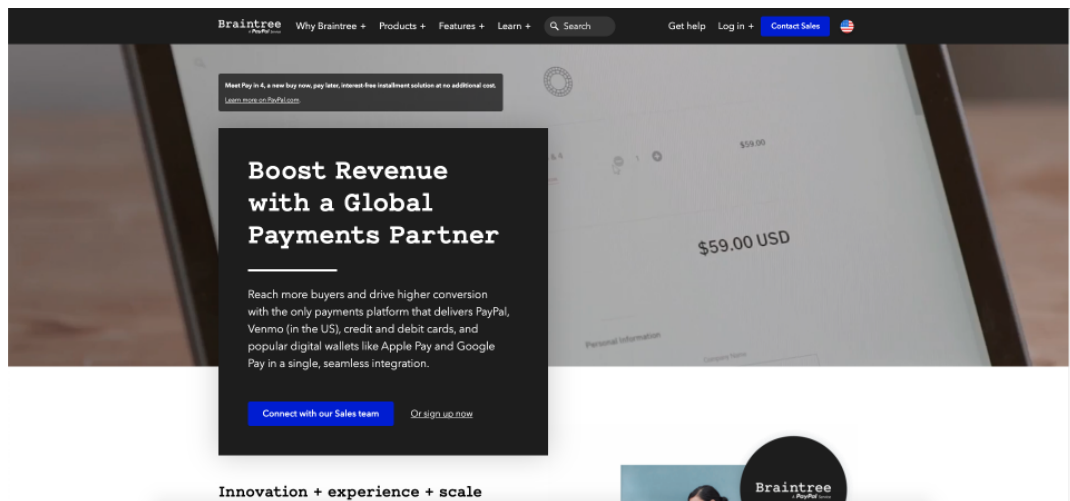 Braintree
A PayPal Service
Why Braintree +
Products +
Features +
Learn +
Search
Get help
Log in +
Contact Sales
Meet Pay in 4, a new buy now, pay later, interest-free installment solution at no additional cost.
Learn more on PayPal.com.
Boost Revenue
with a Global
Payments Partner
Reach more buyers and drive higher conversion
with the only payments platform that delivers PayPal,
Venmo (in the US), credit and debit cards, and
popular digital wallets like Apple Pay and Google
Pay in a single, seamless integration.
Connect with our Sales team
Or sign up now
1
$59.00
$59.00 USD
Personal Information
Company Name
Innovation + experience + scale
Braintree
A PayPal Service